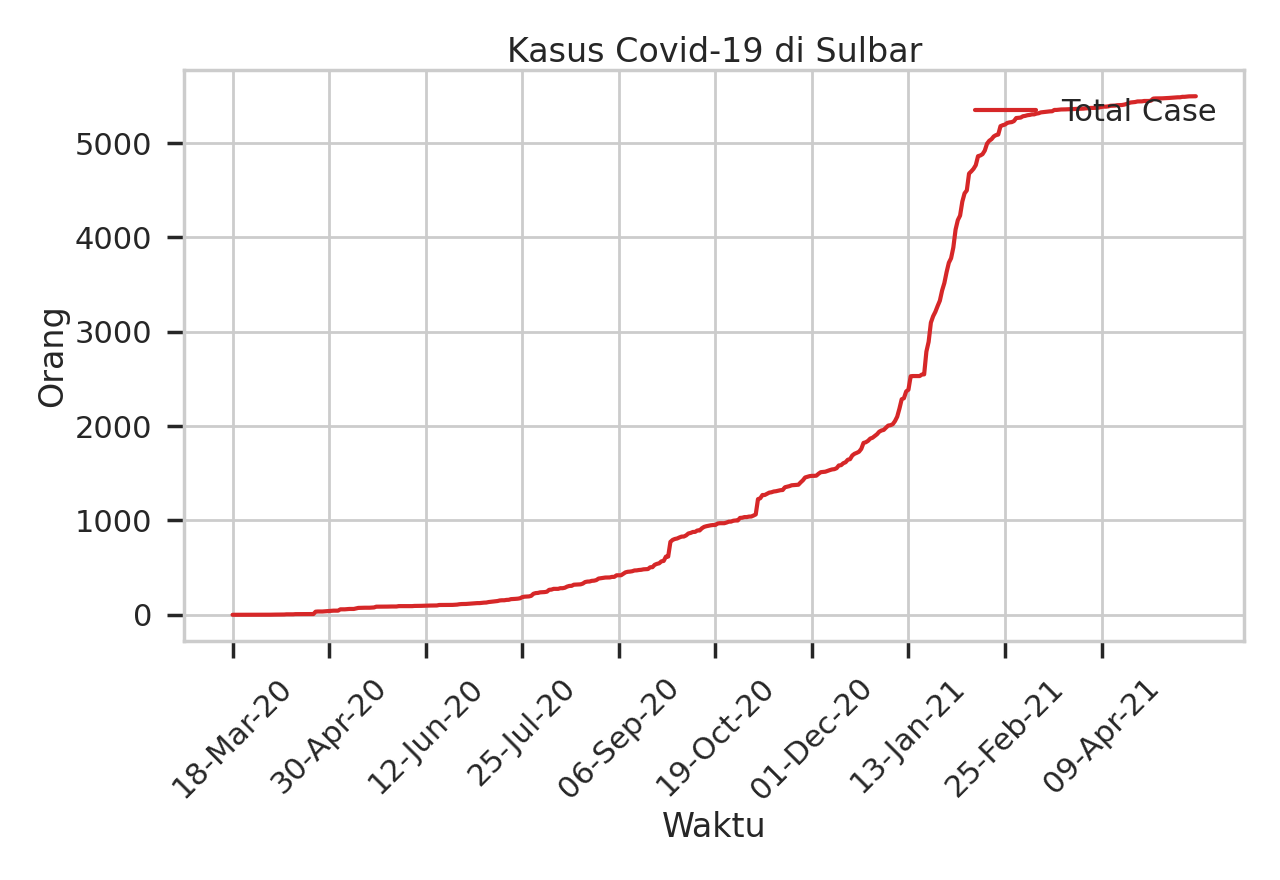 Kasus Covid-19 di Sulbar
Total Case
Orang
5000
4000
3000
2000
1000
0
18-Mar-20
30-Apr-20
12-Jun-20
25-Jul-20
06-Sep-20
19-Oct-20
01-Dec-20
13-Jan-21
25-Feb-21
09-Apr-21
Waktu